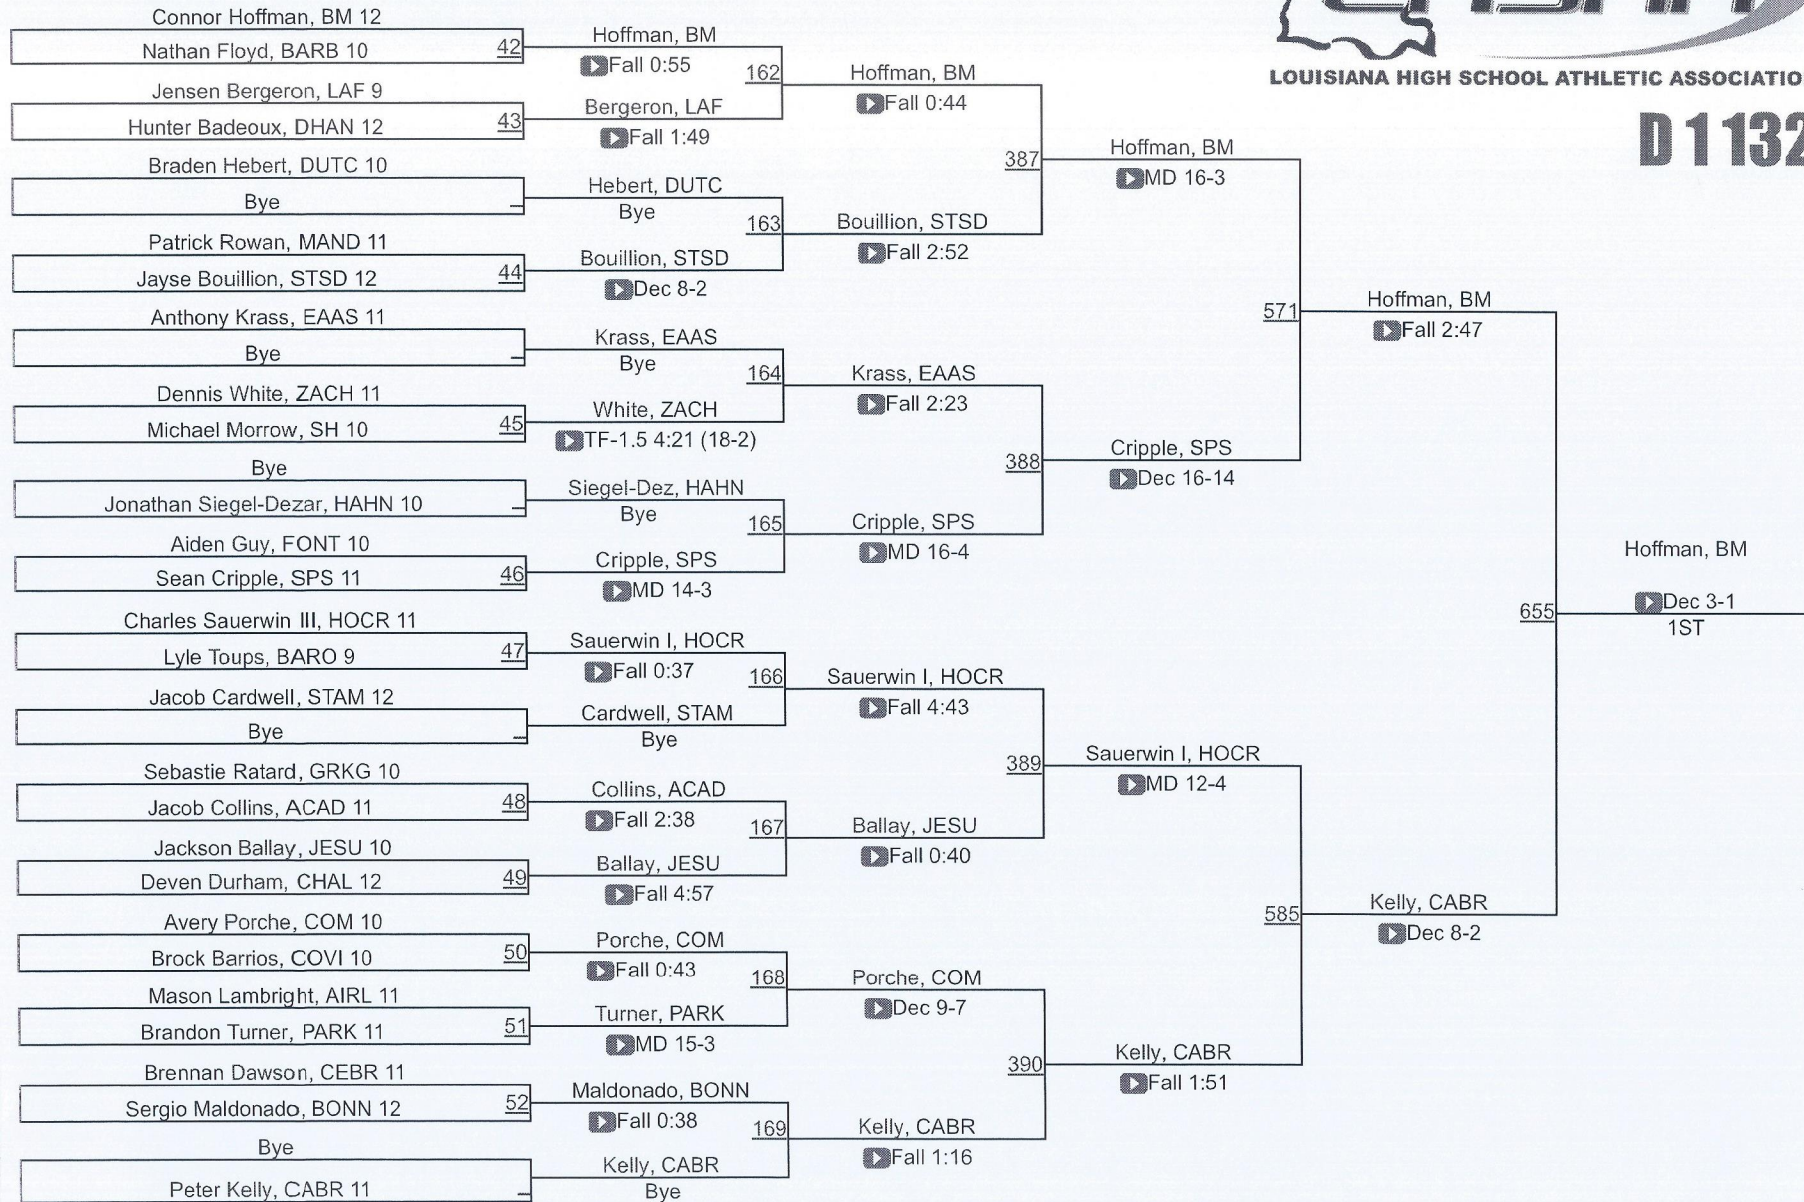 LOUISIANA HIGH SCHOOL ATHLETIC ASSOCIATIO
D 1 132
Connor Hoffman, BM 12
Nathan Floyd, BARB 10
42
Jensen Bergeron, LAF 9
Hunter Badeoux, DHAN 12
43
Braden Hebert, DUTC 10
Bye
Patrick Rowan, MAND 11
Jayse Bouillion, STSD 12
44
Anthony Krass, EAAS 11
Bye
Dennis White, ZACH 11
Michael Morrow, SH 10
45
Bye
Jonathan Siegel-Dezar, HAHN 10
Aiden Guy, FONT 10
Sean Cripple, SPS 11
46
Charles Sauerwin III, HOCR 11
Lyle Toups, BARO 9
47
Jacob Cardwell, STAM 12
Bye
Sebastie Ratard, GRKG 10
Jacob Collins, ACAD 11
48
Jackson Ballay, JESU 10
Deven Durham, CHAL 12
49
Avery Porche, COM 10
Brock Barrios, COVI 10
50
Mason Lambright, AIRL 11
Brandon Turner, PARK 11
51
Brennan Dawson, CEBR 11
Sergio Maldonado, BONN 12
52
Bye
Peter Kelly, CABR 11
Hoffman, BM
Fall 0:55
162
Bergeron, LAF
Fall 1:49
Hebert, DUTC
Bye
163
Bouillion, STSD
Dec 8-2
Krass, EAAS
Bye
164
White, ZACH
TF-1.5 4:21 (18-2)
Siegel-Dez, HAHN
Bye
165
Cripple, SPS
MD 14-3
Sauerwin I, HOCR
Fall 0:37
166
Cardwell, STAM
Bye
Collins, ACAD
Fall 2:38
167
Ballay, JESU
Fall 4:57
Porche, COM
Fall 0:43
168
Turner, PARK
MD 15-3
Maldonado, BONN
Fall 0:38
169
Kelly, CABR
Bye
Hoffman, BM
Fall 0:44
387
Bouillion, STSD
Fall 2:52
Krass, EAAS
Fall 2:23
388
Cripple, SPS
MD 16-4
Sauerwin I, HOCR
Fall 4:43
389
Ballay, JESU
Fall 0:40
Porche, COM
Dec 9-7
390
Kelly, CABR
Fall 1:16
Hoffman, BM
MD 16-3
571
Cripple, SPS
Dec 16-14
Sauerwin I, HOCR
MD 12-4
585
Kelly, CABR
Fall 1:51
Hoffman, BM
Fall 2:47
655
Kelly, CABR
Dec 8-2
Hoffman, BM
Dec 3-1
1ST